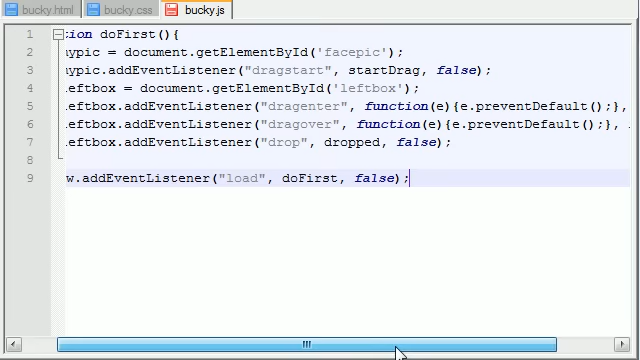 bucky.html bucky.css bucky.js
1 :ion doFirst(){
2 ypic = document.getElementById('facepic');
3 ypic.addEventListener("dragstart", startDrag, false);
4 eftbox = document.getElementById('leftbox');
5 eftbox.addEventListener("dragenter", function(e){e.preventDefault();},
6 eftbox.addEventListener("dragover", function(e){e.preventDefault();},
7 eftbox.addEventListener("drop", dropped, false);
8
9 w.addEventListener("load", doFirst, false);